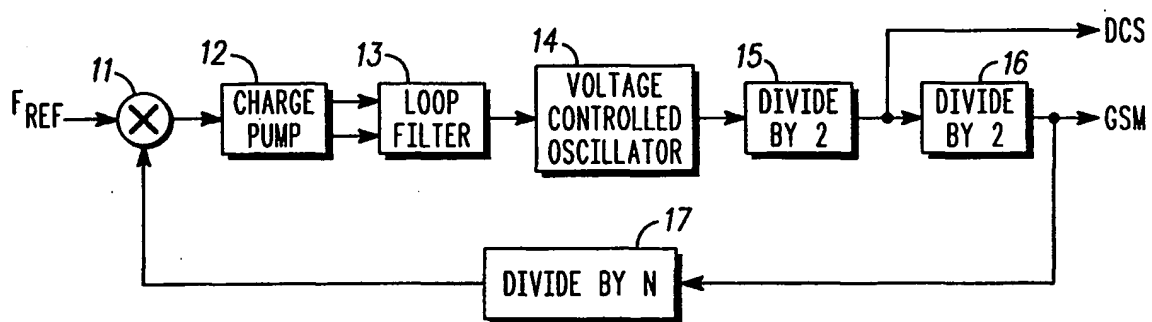 DCS
11
12
13
14
15
16
F_REF
CHARGE
PUMP
LOOP
FILTER
VOLTAGE
CONTROLLED
OSCILLATOR
DIVIDE
BY 2
DIVIDE
BY 2
GSM
17
DIVIDE BY N